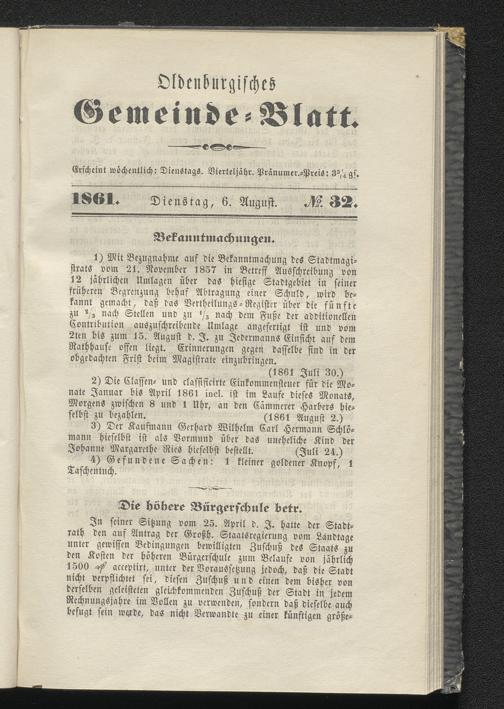 Oldenburgisches
Gemeinde-Blatt.
Erscheint wöchentlich: Dienstags. Vierteljähr. Pränumer.-Preis: 3¾ gs.
1861. Dienstag, 6. August. № 32.
Bekanntmachungen.
1) Mit Bezugnahme auf die Bekanntmachung des Stadtmagi-
strats vom 21. November 1857 in Betreff Ausschreibung von
12 jährlichen Umlagen über das hiesige Stadtgebiet in seiner
früheren Begrenzung behuf Abtragung einer Schuld, wird be-
kannt gemacht, daß das Vertheilungs-Register über die fünfte
zu ²/₃ nach Stellen und zu ¹/₃ nach dem Fuße der additionellen
Contribution auszuschreibende Umlage angefertigt ist und vom
2ten bis zum 15. August d. J. zu Jedermanns Einsicht auf dem
Rathhause offen liegt. Erinnerungen gegen dasselbe sind in der
obgedachten Frist beim Magistrate einzubringen.
(1861 Juli 30.)
2) Die Classen- und classificirte Einkommensteuer für die Mo-
nate Januar bis April 1861 incl. ist im Laufe dieses Monats,
Morgens zwischen 8 und 1 Uhr, an den Cämmerer Harbers hie-
selbst zu bezahlen. (1861 August 2.)
3) Der Kaufmann Gerhard Wilhelm Carl Hermann Schlö-
mann hieselbst ist als Vormund über das uneheliche Kind der
Johanne Margarethe Ries hieselbst bestellt. (Juli 24.)
4) Gefundene Sachen: 1 kleiner goldener Knopf, 1
Taschentuch.
Die höhere Bürgerschule betr.
In seiner Sitzung vom 25. April d. J. hatte der Stadt-
rath den auf Antrag der Großh. Staatsregierung vom Landtage
unter gewissen Bedingungen bewilligten Zuschuß des Staats zu
den Kosten der höheren Bürgerschule zum Belaufe von jährlich
1500 ₰ acceptirt, unter der Voraussetzung jedoch, daß die Stadt
nicht verpflichtet sei, diesen Zuschuß und einen dem bisher von
derselben geleisteten gleichkommenden Zuschuß der Stadt in jedem
Rechnungsjahre im Vollen zu verwenden, sondern daß dieselbe auch
befugt sein werde, das nicht Verwandte zu einer künftigen größe-